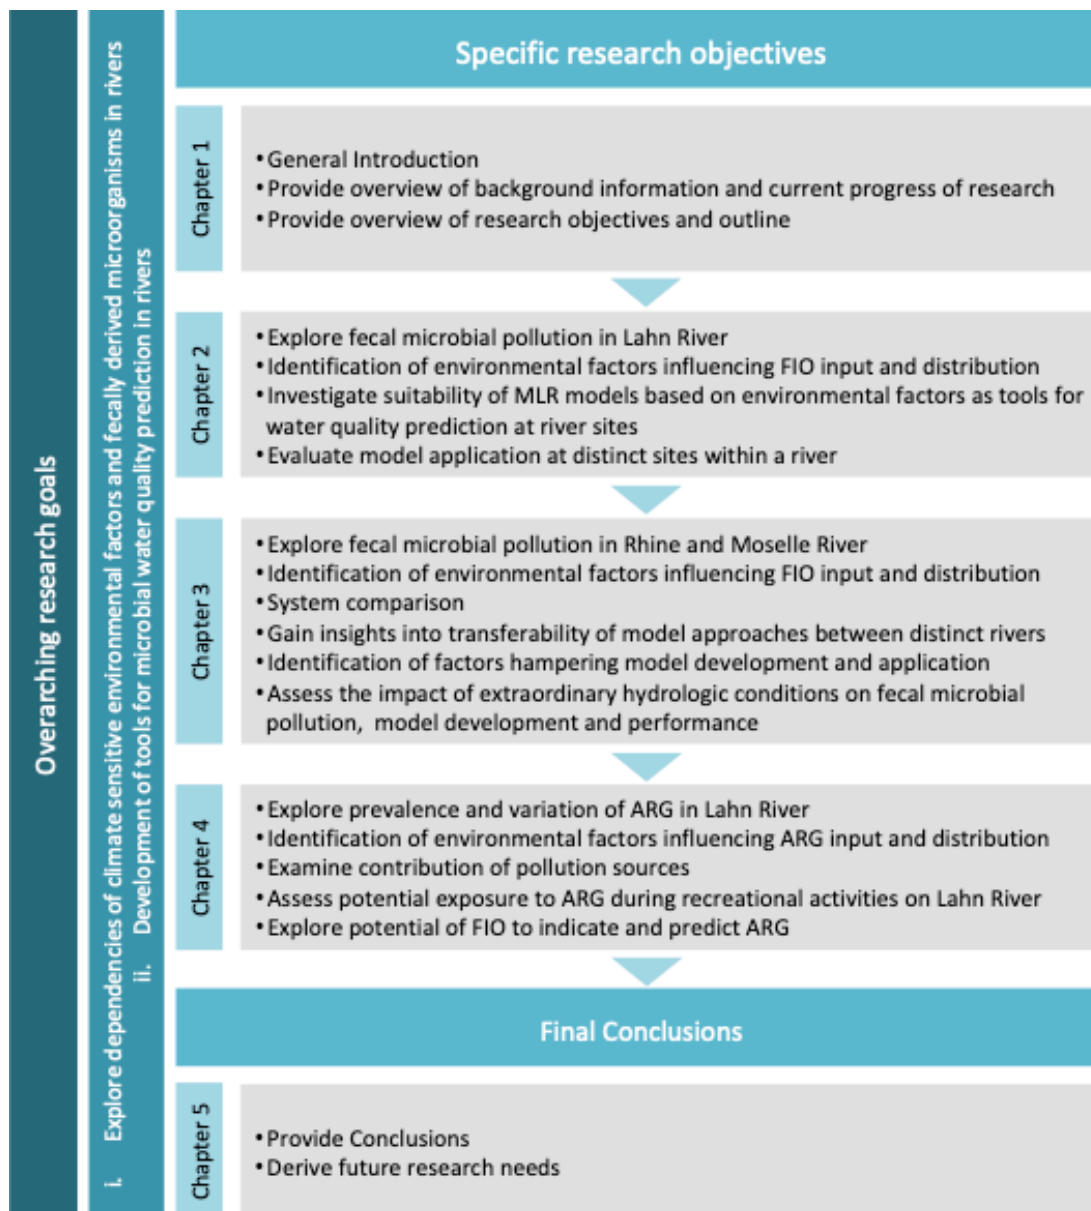 Overarching research goals
i. Explore dependencies of climate sensitive environmental factors and fecally derived microorganisms in rivers
ii. Development of tools for microbial water quality prediction in rivers
Specific research objectives
Chapter 1
•General Introduction
•Provide overview of background information and current progress of research
•Provide overview of research objectives and outline
Chapter 2
•Explore fecal microbial pollution in Lahn River
•Identification of environmental factors influencing FIO input and distribution
•Investigate suitability of MLR models based on environmental factors as tools for
water quality prediction at river sites
•Evaluate model application at distinct sites within a river
Chapter 3
•Explore fecal microbial pollution in Rhine and Moselle River
•Identification of environmental factors influencing FIO input and distribution
•System comparison
•Gain insights into transferability of model approaches between distinct rivers
•Identification of factors hampering model development and application
•Assess the impact of extraordinary hydrologic conditions on fecal microbial
pollution, model development and performance
Chapter 4
•Explore prevalence and variation of ARG in Lahn River
•Identification of environmental factors influencing ARG input and distribution
•Examine contribution of pollution sources
•Assess potential exposure to ARG during recreational activities on Lahn River
•Explore potential of FIO to indicate and predict ARG
Final Conclusions
Chapter 5
•Provide Conclusions
•Derive future research needs